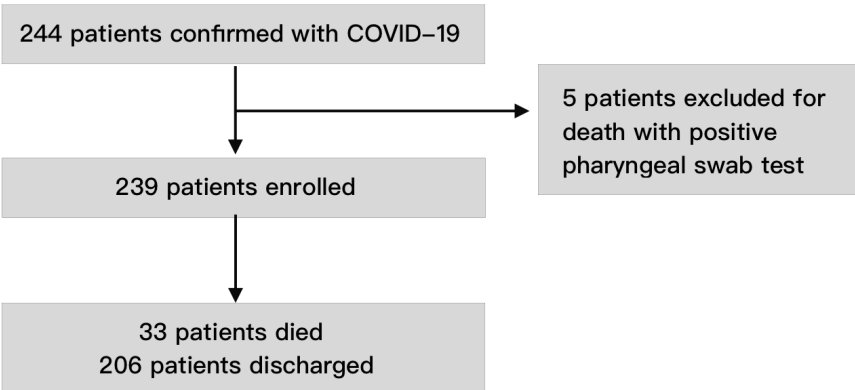 244 patients confirmed with COVID–19
5 patients excluded for
death with positive
pharyngeal swab test
239 patients enrolled
33 patients died
206 patients discharged